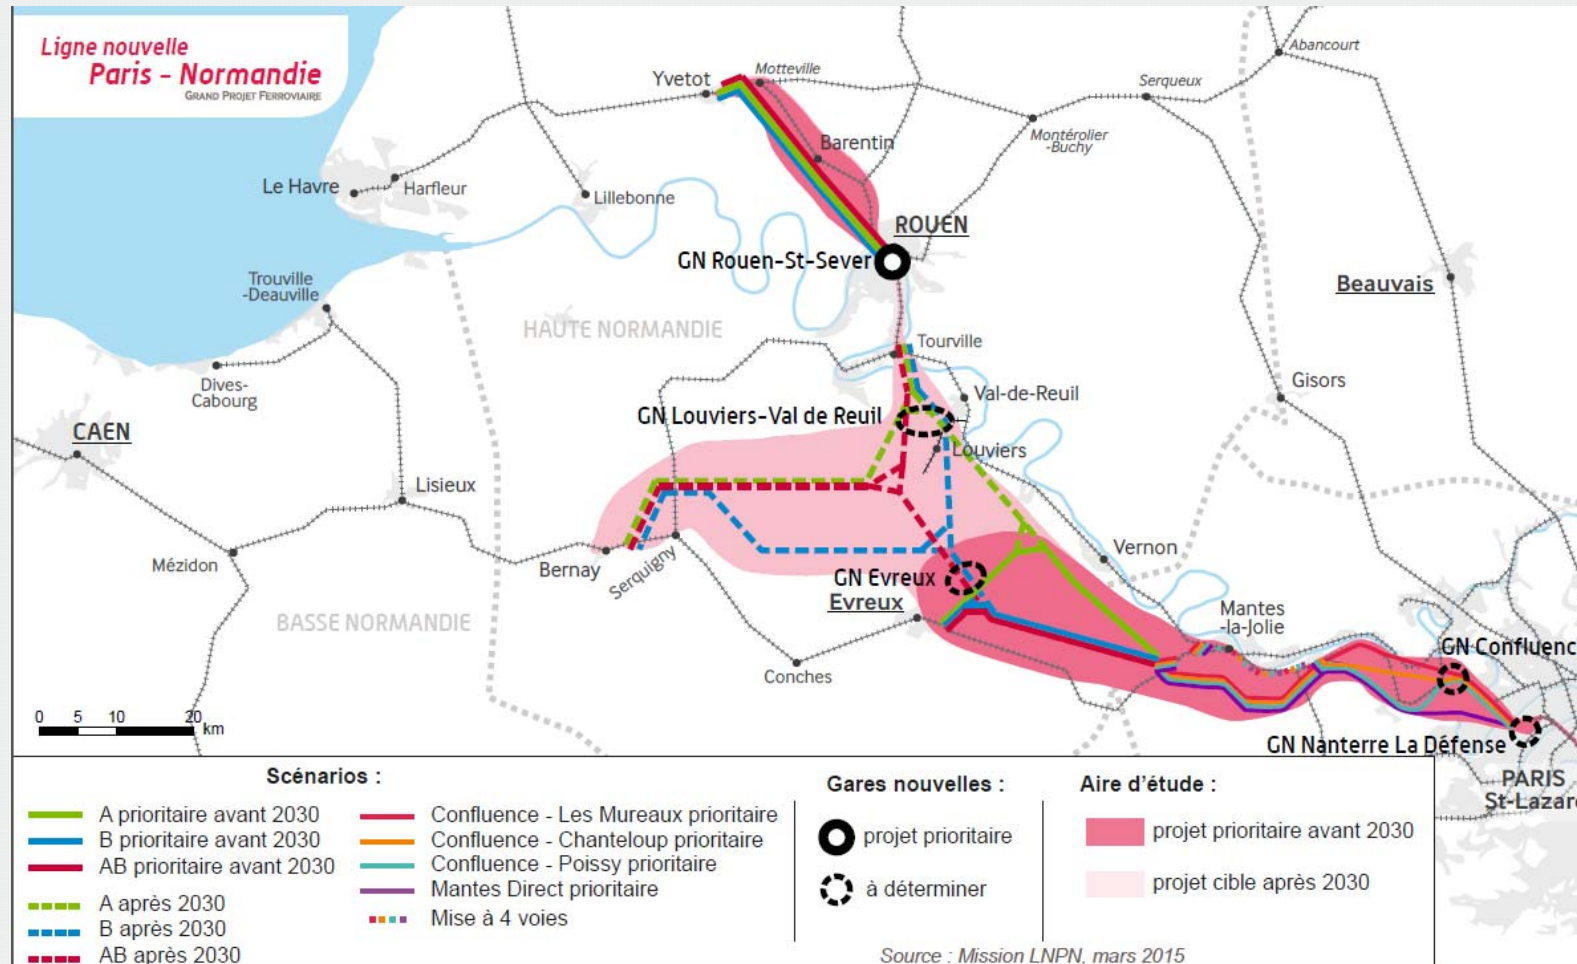 Ligne nouvelle
Paris - Normandie
GRAND PROJET FERROVIAIRE
Abancourt
Yvetot
Motteville
Serqueux
Montérolier
-Buchy
Barentin
Le Havre
Harfleur
Lillebonne
ROUEN
GN Rouen-St-Sever
Beauvais
Trouville
-Deauville
HAUTE NORMANDIE
Tourville
Dives-
Cabourg
Gisors
Val-de-Reuil
GN Louviers-Val de Reuil
CAEN
Louviers
Lisieux
Vernon
Mézidon
Bernay
Serquigny
GN Evreux
Evreux
BASSE NORMANDIE
Mantes
-la-Jolie
GN Confluenc
Conches
0 5 10 20 km
GN Nanterre La Défense
PARIS
St-Lazare
Scénarios :
A prioritaire avant 2030
B prioritaire avant 2030
AB prioritaire avant 2030
A après 2030
B après 2030
AB après 2030
Confluence - Les Mureaux prioritaire
Confluence - Chanteloup prioritaire
Confluence - Poissy prioritaire
Mantes Direct prioritaire
Mise à 4 voies
Gares nouvelles :
projet prioritaire
à déterminer
Aire d'étude :
projet prioritaire avant 2030
projet cible après 2030
Source : Mission LNPN, mars 2015